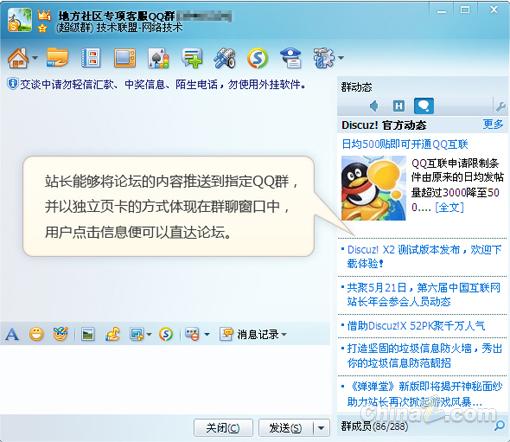 地方社区专项客服QQ群
(超级群) 技术联盟-网络技术
交谈中请勿轻信汇款、中奖信息、陌生电话，勿使用外挂软件。
群动态
Discuz! 官方动态 更多
日均500贴即可开通QQ互联
QQ互联申请限制
条件由原来的日均发帖
量超过3000降至50
0.... [全文]
站长能够将论坛的内容推送到指定QQ群，
并以独立页卡的方式体现在群聊窗口中，
用户点击信息便可以直达论坛。
Discuz! X2 测试版本发布，欢迎下
载体验！
共聚5月21日，第六届中国互联网
站长年会参会人员动态
借助Discuz!X 52PK聚千万人气
打造坚固的垃圾信息防火墙，秀出
你的垃圾信息防范靓招
《弹弹堂》新版即将揭开神秘面纱
助力站长再次掀起游戏风暴...
消息记录
关闭(C) 发送(S)
群成员(86/288)